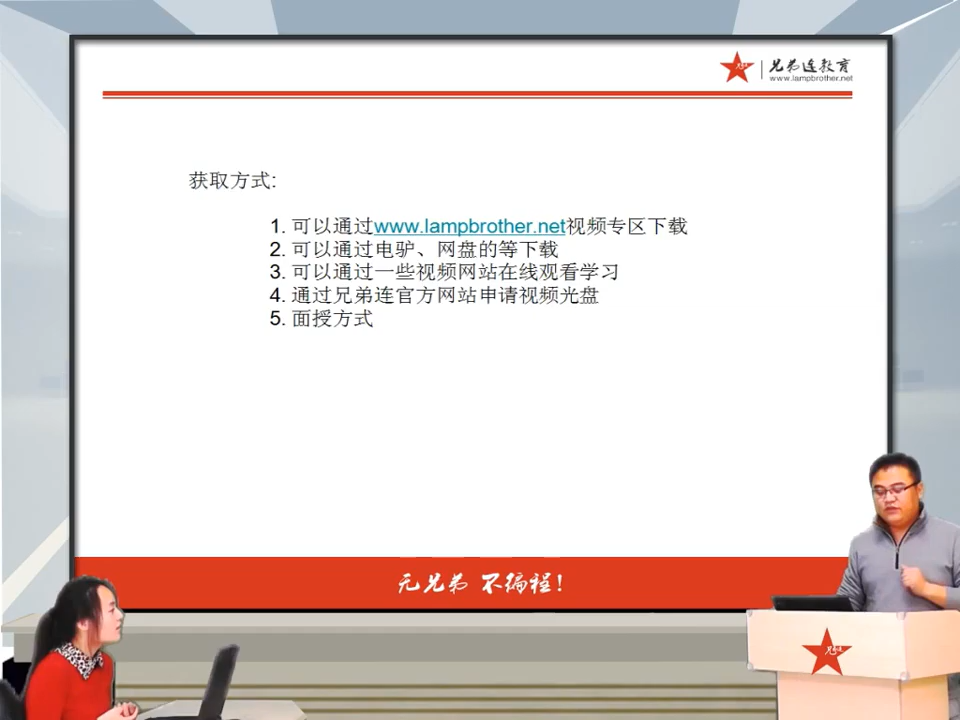 兄弟连教育
www.lampbrother.net
获取方式:
1. 可以通过www.lampbrother.net视频专区下载
2. 可以通过电驴、网盘的等下载
3. 可以通过一些视频网站在线观看学习
4. 通过兄弟连官方网站申请视频光盘
5. 面授方式
无兄弟 不编程!